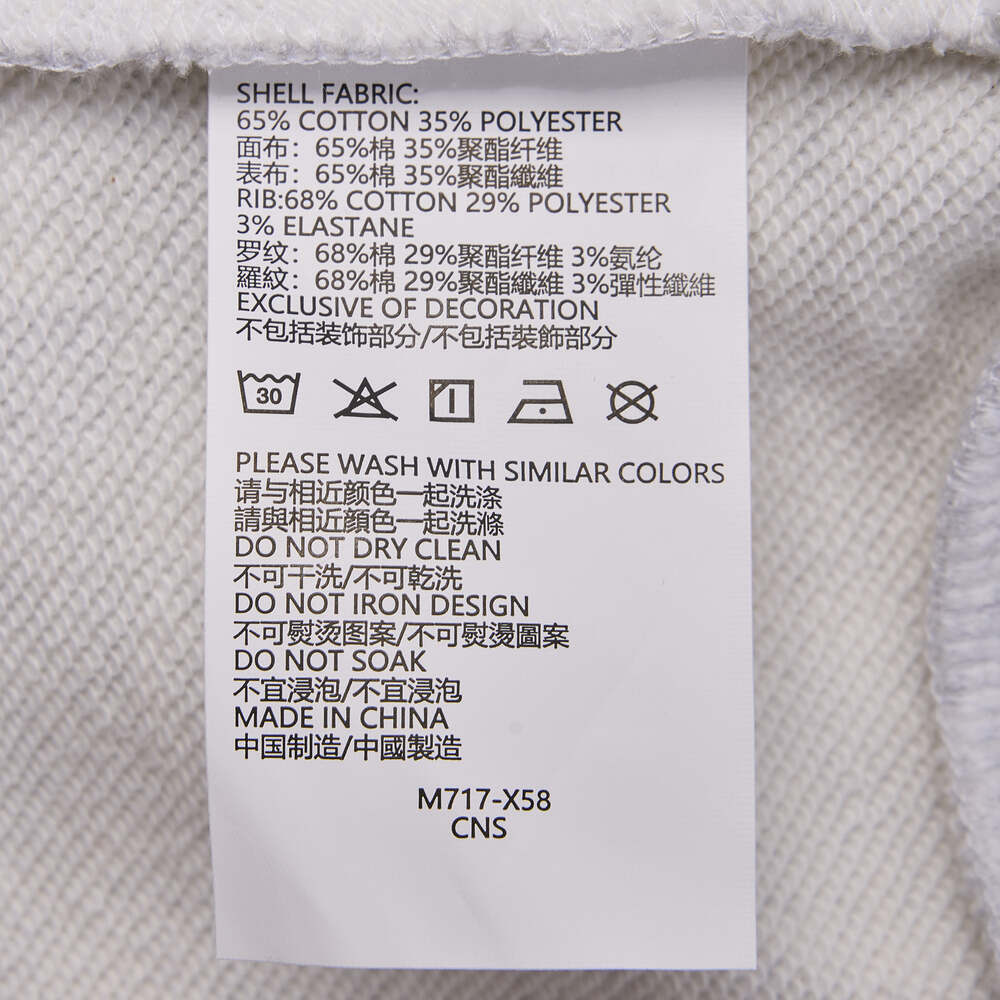 SHELL FABRIC:
65% COTTON 35% POLYESTER
面布：65%棉 35%聚酯纤维
表布：65%棉 35%聚酯纖維
RIB:68% COTTON 29% POLYESTER
3% ELASTANE
罗纹：68%棉 29%聚酯纤维 3%氨纶
羅紋：68%棉 29%聚酯纖維 3%彈性纖維
EXCLUSIVE OF DECORATION
不包括装饰部分/不包括裝飾部分
30
PLEASE WASH WITH SIMILAR COLORS
请与相近颜色一起洗涤
請與相近顏色一起洗滌
DO NOT DRY CLEAN
不可干洗/不可乾洗
DO NOT IRON DESIGN
不可熨烫图案/不可熨燙圖案
DO NOT SOAK
不宜浸泡/不宜浸泡
MADE IN CHINA
中国制造/中國製造
M717-X58
CNS